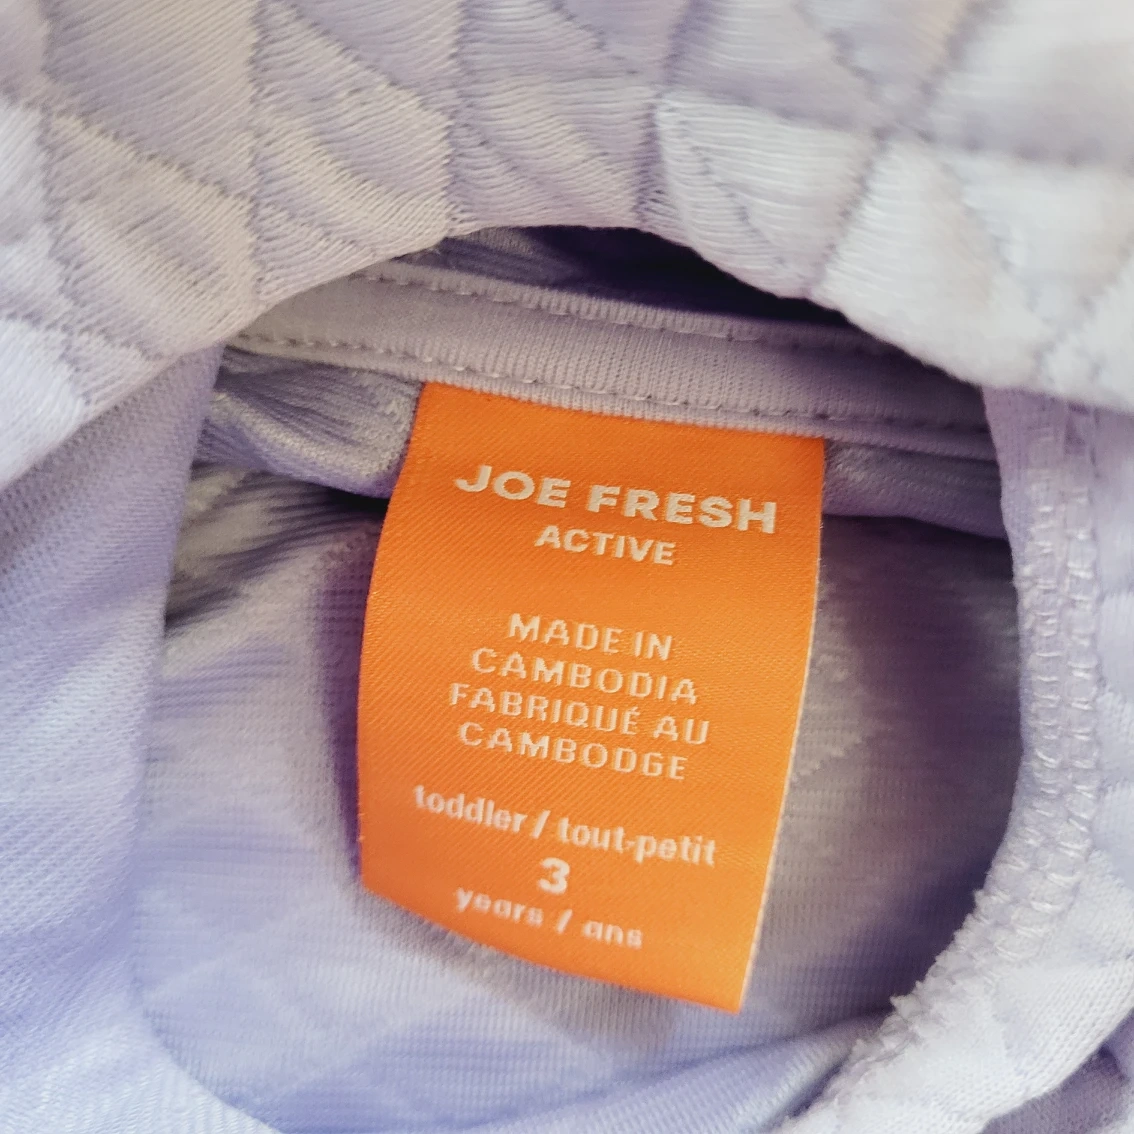 JOE FRESH
ACTIVE
MADE IN
CAMBODIA
FABRIQUÉ AU
CAMBODGE
toddler / tout-petit
3
years / ans